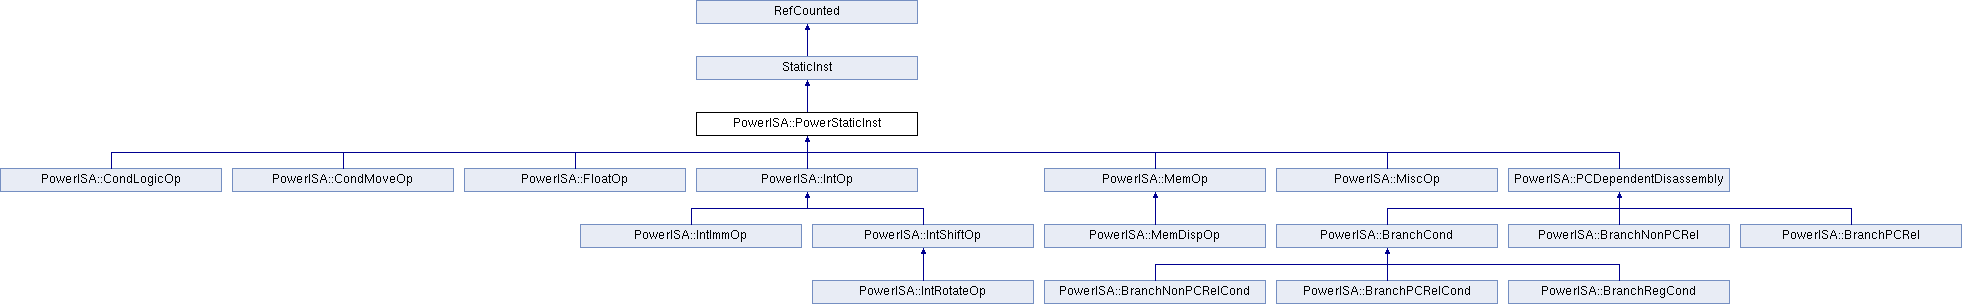 RefCounted
StaticInst
PowerISA::PowerStaticInst
PowerISA::CondLogicOp
PowerISA::CondMoveOp
PowerISA::FloatOp
PowerISA::IntOp
PowerISA::MemOp
PowerISA::MiscOp
PowerISA::PCDependentDisassembly
PowerISA::IntImmOp
PowerISA::IntShiftOp
PowerISA::MemDispOp
PowerISA::BranchCond
PowerISA::BranchNonPCRel
PowerISA::BranchPCRel
PowerISA::IntRotateOp
PowerISA::BranchNonPCRelCond
PowerISA::BranchPCRelCond
PowerISA::BranchRegCond